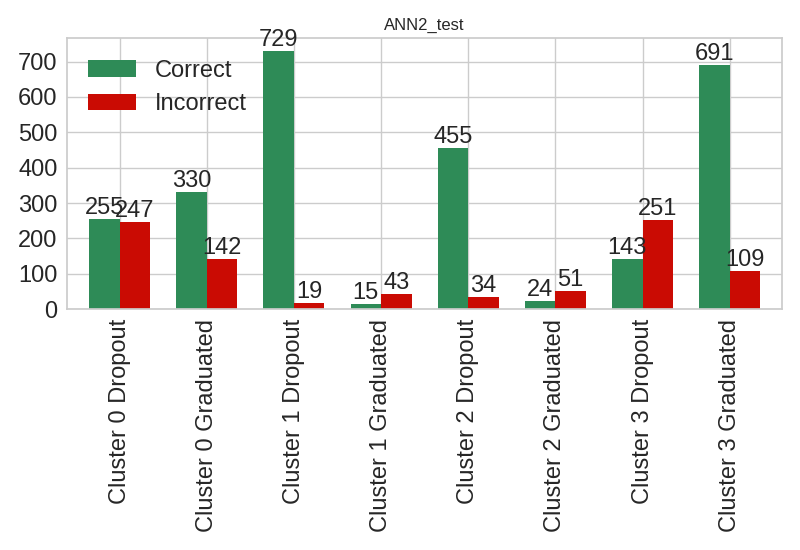 ANN2_test
Correct
Incorrect
700
600
500
400
300
200
100
0
255
247
330
142
729
19
15
43
455
34
24
51
143
251
691
109
Cluster 0 Dropout
Cluster 0 Graduated
Cluster 1 Dropout
Cluster 1 Graduated
Cluster 2 Dropout
Cluster 2 Graduated
Cluster 3 Dropout
Cluster 3 Graduated